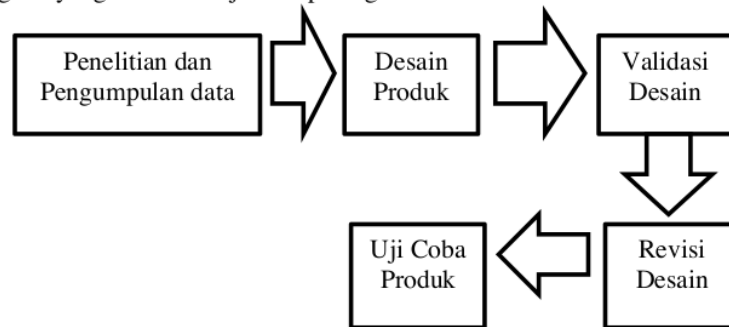 Penelitian dan
Pengumpulan data
Desain
Produk
Validasi
Desain
Revisi
Desain
Uji Coba
Produk